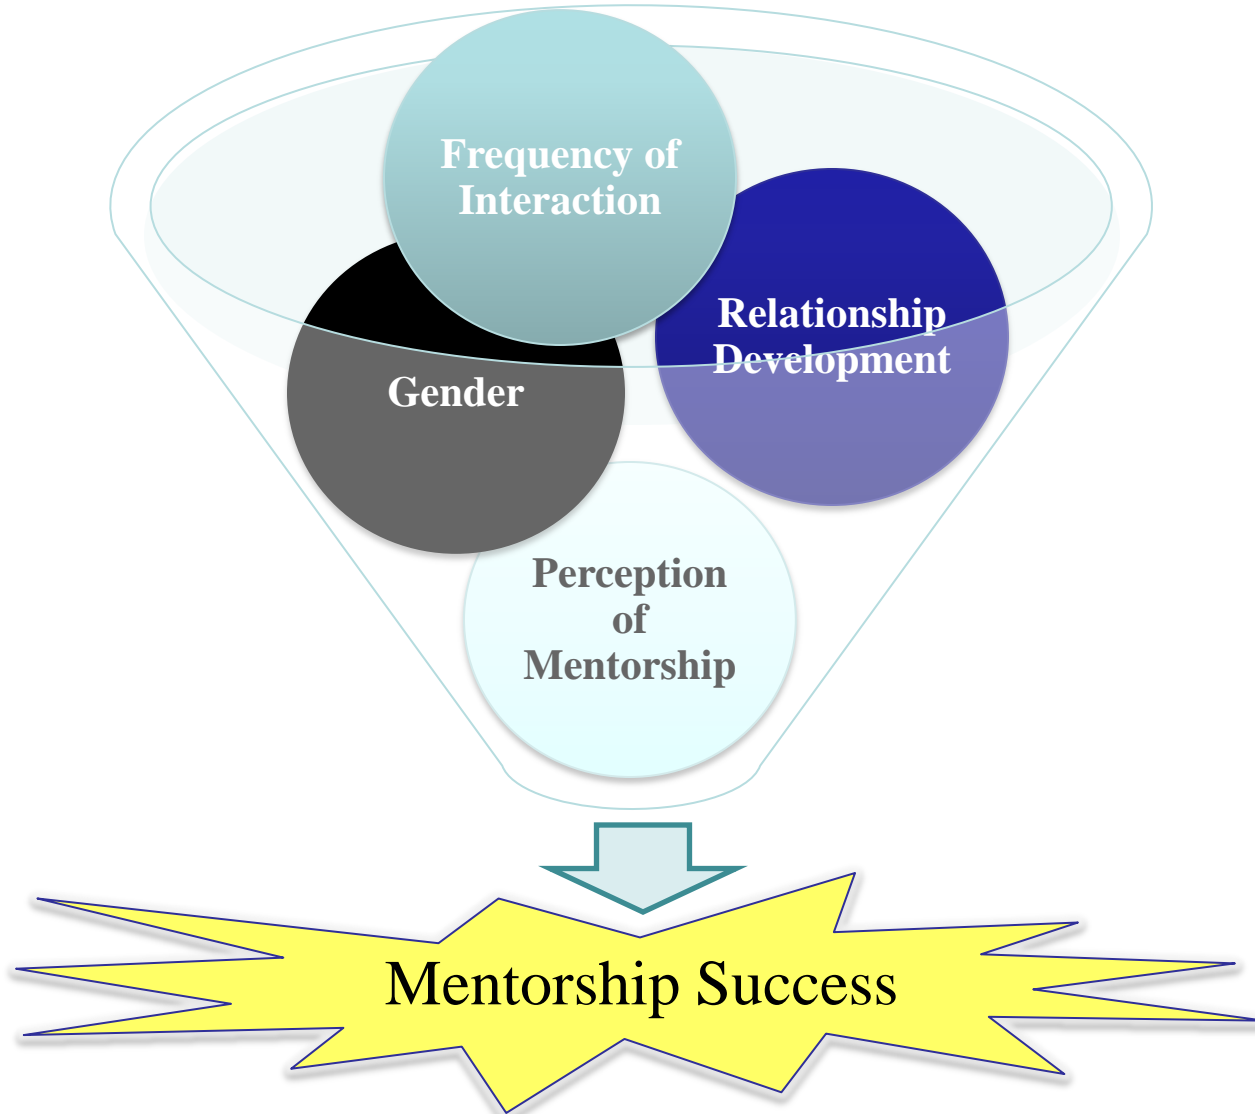 Frequency of
Interaction
Relationship
Development
Gender
Perception
of
Mentorship
Mentorship Success